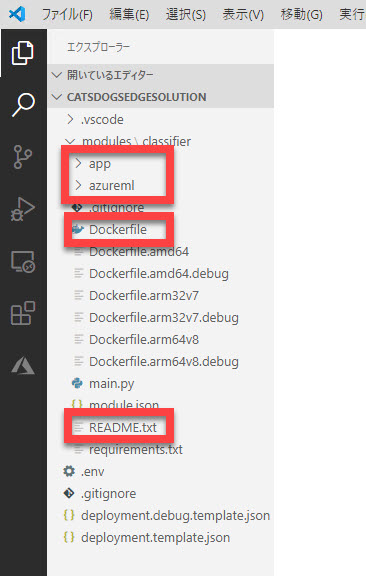 ファイル(F) 編集(E) 選択(S) 表示(V) 移動(G) 実行
エクスプローラー
開いているエディター
CATSDOGSEDGESOLUTION
.vscode
modules \ classifier
app
azureml
.gitignore
Dockerfile
Dockerfile.amd64
Dockerfile.amd64.debug
Dockerfile.arm32v7
Dockerfile.arm32v7.debug
Dockerfile.arm64v8
Dockerfile.arm64v8.debug
main.py
module.json
README.txt
requirements.txt
.env
.gitignore
deployment.debug.template.json
deployment.template.json